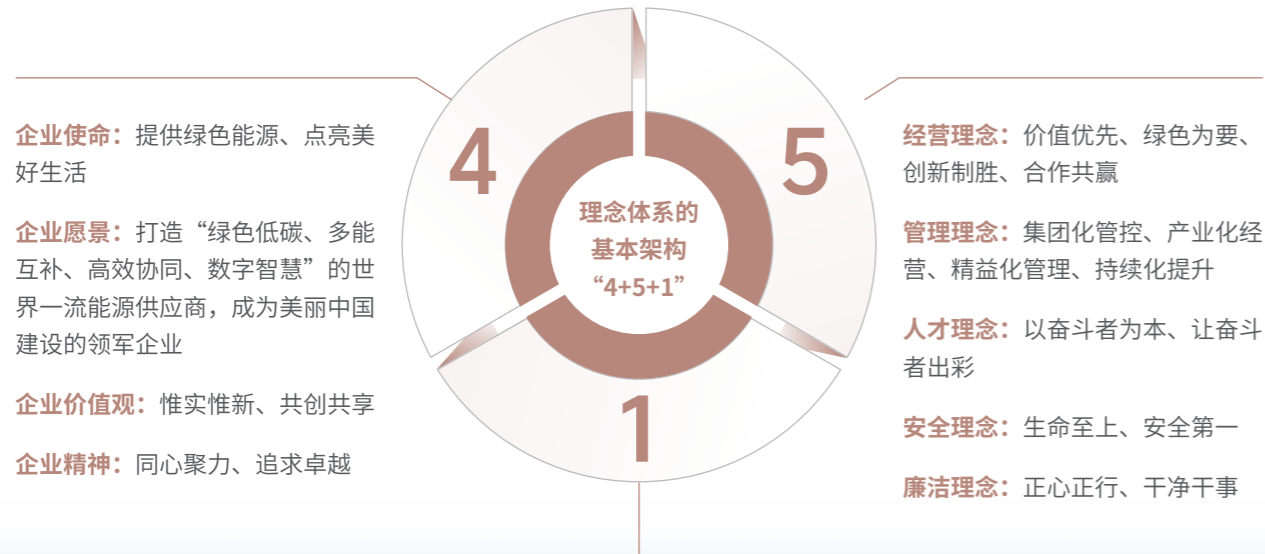 企业使命：提供绿色能源、点亮美
好生活
企业愿景：打造“绿色低碳、多能
互补、高效协同、数字智慧”的世
界一流能源供应商，成为美丽中国
建设的领军企业
企业价值观：惟实惟新、共创共享
企业精神：同心聚力、追求卓越
4
理念体系的
基本架构
“4+5+1”
5
1
经营理念：价值优先、绿色为要、
创新制胜、合作共赢
管理理念：集团化管控、产业化经
营、精益化管理、持续化提升
人才理念：以奋斗者为本、让奋斗
者出彩
安全理念：生命至上、安全第一
廉洁理念：正心正行、干净干事